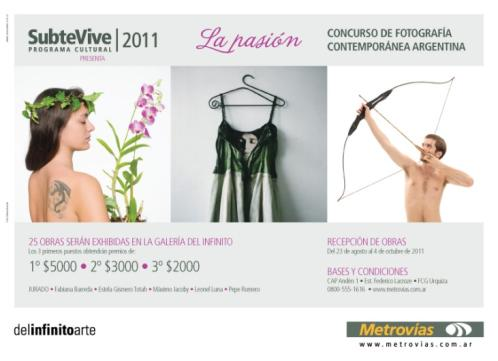 SubteVive | 2011
PROGRAMA CULTURAL
PRESENTA
La pasión
CONCURSO DE FOTOGRAFÍA
CONTEMPORÁNEA ARGENTINA
25 OBRAS SERÁN EXHIBIDAS EN LA GALERÍA DEL INFINITO
Los 3 primeros puestos obtendrán premios de:
1º $5000 • 2º $3000 • 3º $2000
JURADO • Fabiana Barreda • Estela Gismero Totah • Máximo Jacoby • Leonel Luna • Pepe Romero
RECEPCIÓN DE OBRAS
Del 23 de agosto al 4 de octubre de 2011
BASES Y CONDICIONES
CAP Andén 1 • Est. Federico Lacroze • FCG Urquiza
0800-555-1616 • www.metrovias.com.ar
delinfinitoarte
Metrovías
www.metrovias.com.ar